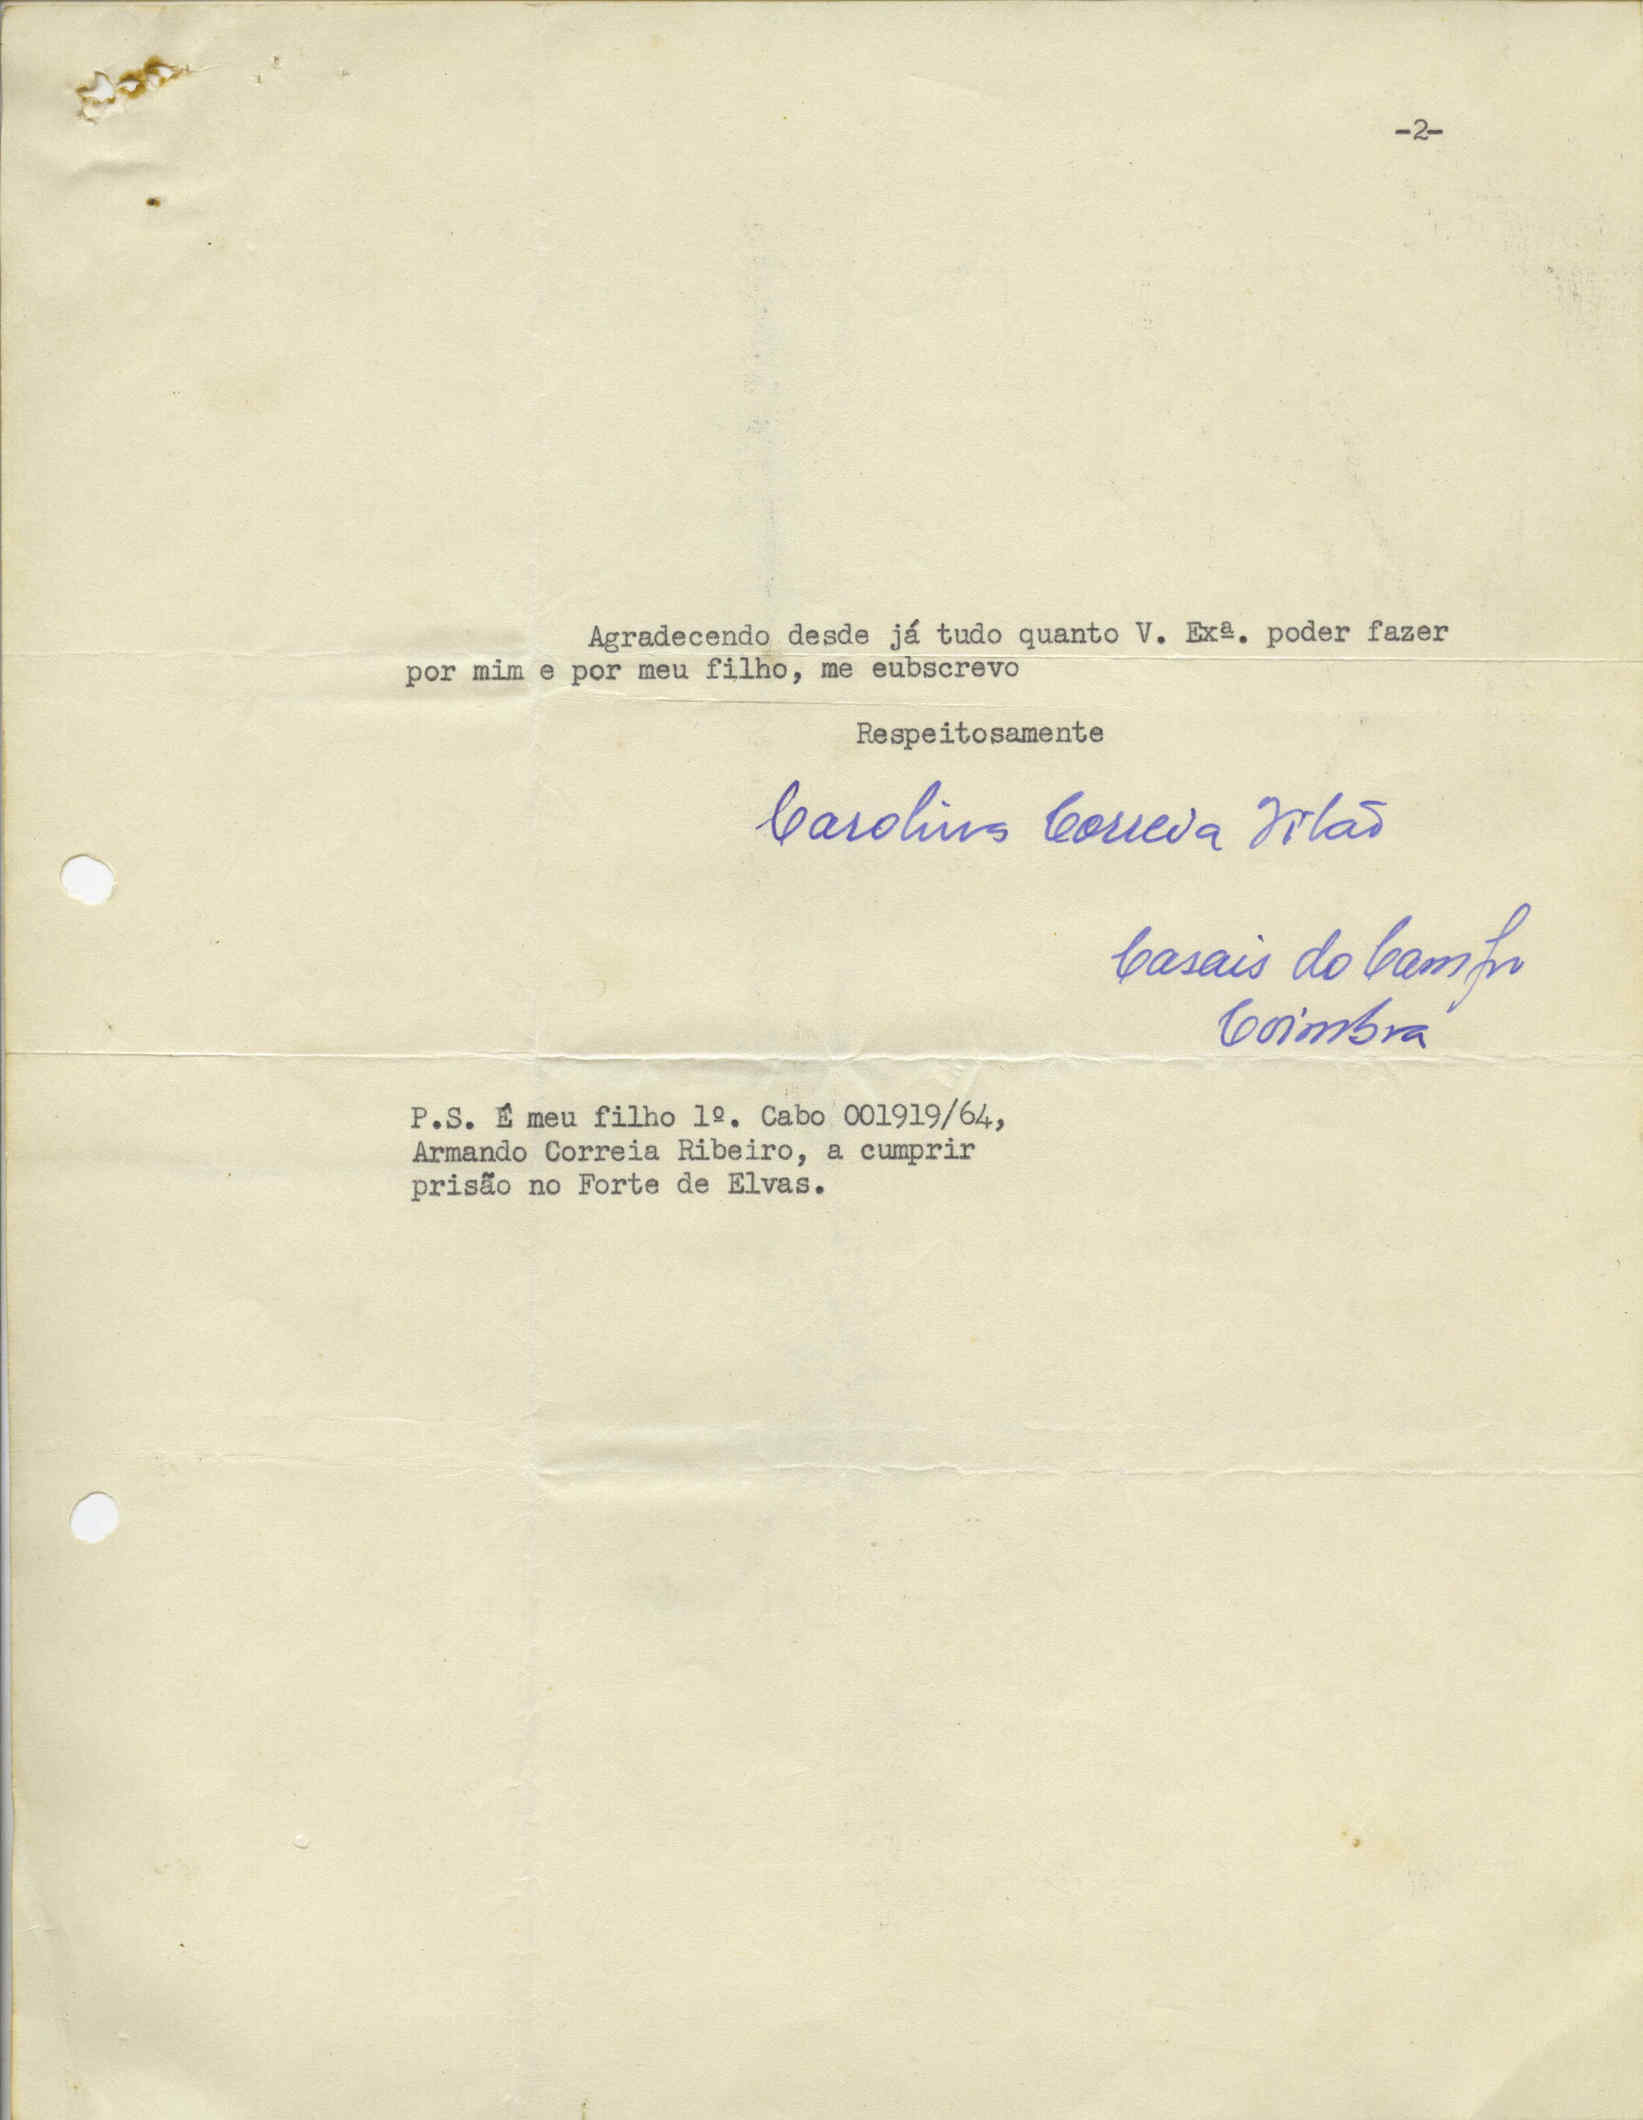 -2-
Agradecendo desde já tudo quanto V. Exª. poder fazer
por mim e por meu filho, me eubscrevo
Respeitosamente
Carolina Correia Vilão
Casais do Campo
Coimbra
P.S. É meu filho 1º. Cabo 001919/64,
Armando Correia Ribeiro, a cumprir
prisão no Forte de Elvas.